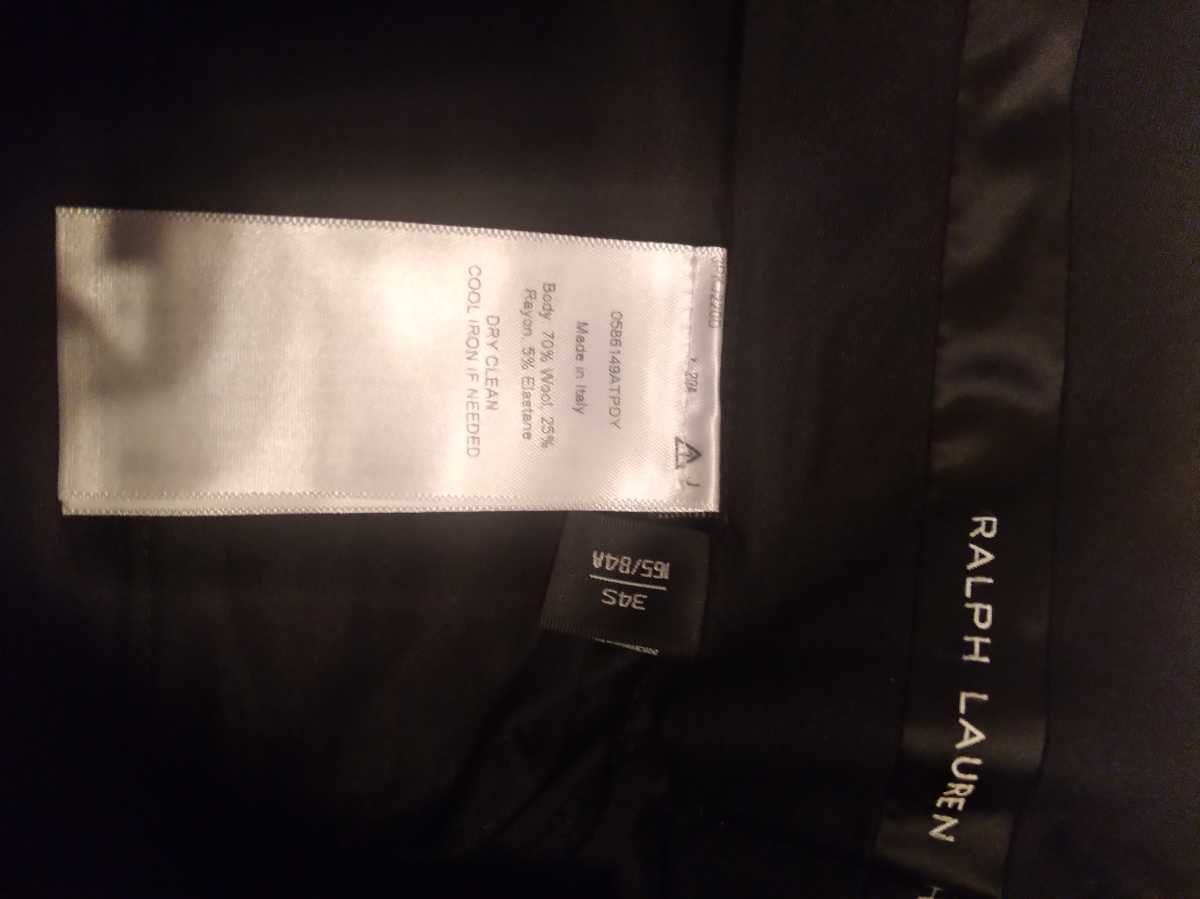 0586149ATPDY
Made in Italy
Body: 70% Wool, 25%
Rayon, 5% Elastane
DRY CLEAN
COOL IRON IF NEEDED
34S
165/84A
RALPH LAUREN